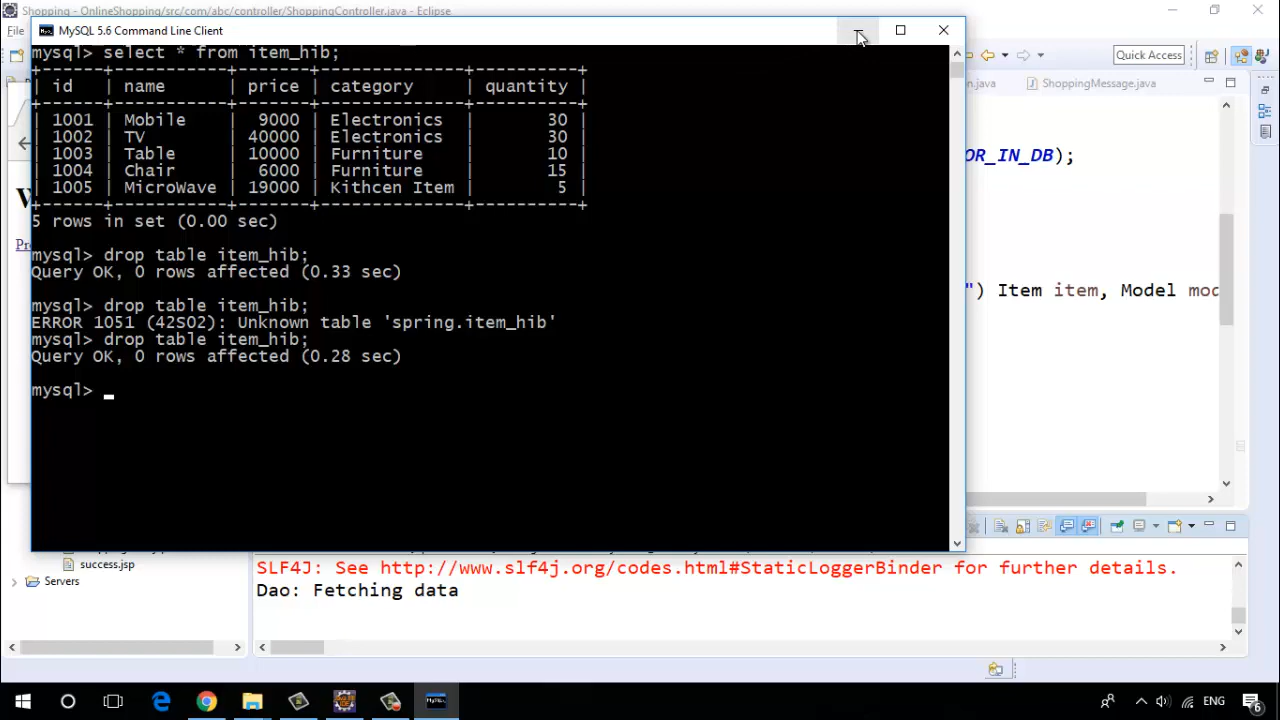 Shopping - OnlineShopping/src/com/abc/controller/ShoppingController.java - Eclipse
File
MySQL 5.6 Command Line Client
Quick Access
n.java
ShoppingMessage.java
mysql> select * from item_hib;
+------+-----------+-------+--------------+----------+
| id   | name      | price | category     | quantity |
+------+-----------+-------+--------------+----------+
| 1001 | Mobile    |  9000 | Electronics  |       30 |
| 1002 | TV        | 40000 | Electronics  |       30 |
| 1003 | Table     | 10000 | Furniture    |       10 |
| 1004 | Chair     |  6000 | Furniture    |       15 |
| 1005 | MicroWave | 19000 | Kithcen Item |        5 |
+------+-----------+-------+--------------+----------+
5 rows in set (0.00 sec)
mysql> drop table item_hib;
Query OK, 0 rows affected (0.33 sec)
mysql> drop table item_hib;
ERROR 1051 (42S02): Unknown table 'spring.item_hib'
mysql> drop table item_hib;
Query OK, 0 rows affected (0.28 sec)
mysql>
OR_IN_DB);
") Item item, Model mod
W
Pr
success.jsp
Servers
SLF4J: See http://www.slf4j.org/codes.html#StaticLoggerBinder for further details.
Dao: Fetching data
ENG
6